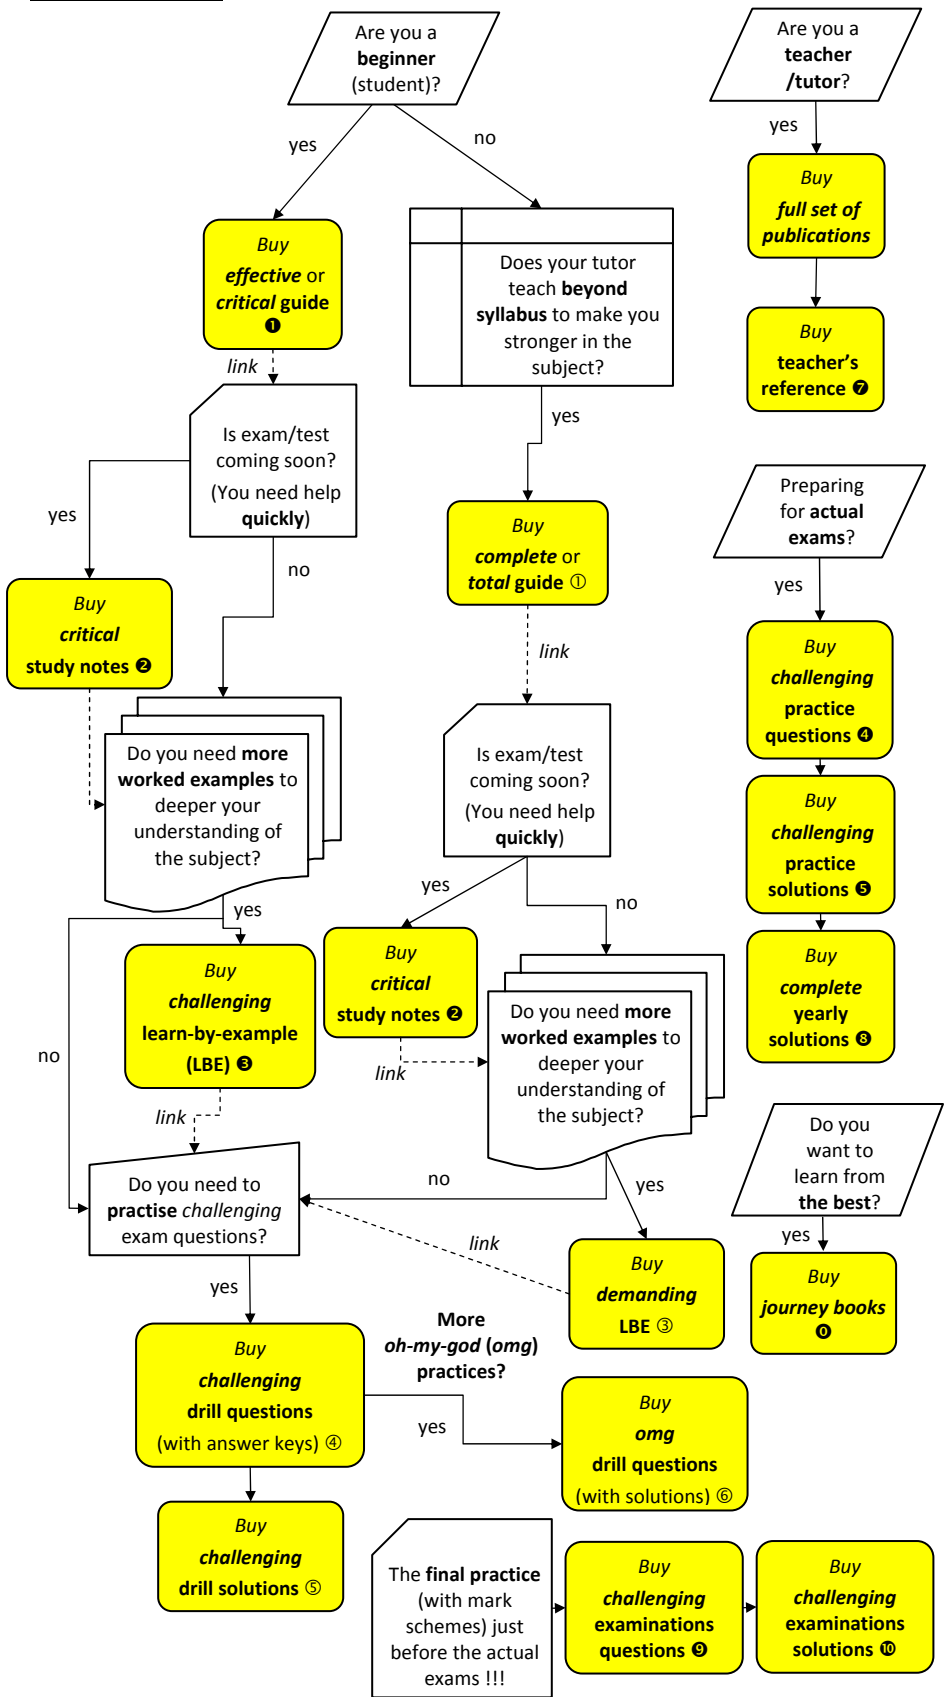 Are you a
beginner
(student)?
yes
no
Buy
effective or
critical guide
❶
link
Does your tutor
teach beyond
syllabus to make you
stronger in the
subject?
yes
Is exam/test
coming soon?
(You need help
quickly)
yes
no
Buy
critical
study notes ❷
Buy
complete or
total guide ①
link
Do you need more
worked examples to
deeper your
understanding of
the subject?
yes
no
Is exam/test
coming soon?
(You need help
quickly)
yes
no
Buy
challenging
learn-by-example
(LBE) ❸
link
Buy
critical
study notes ❷
link
Do you need more
worked examples to
deeper your
understanding of
the subject?
no
yes
Do you need to
practise challenging
exam questions?
yes
link
Buy
demanding
LBE ③
Buy
challenging
drill questions
(with answer keys) ④
More
oh-my-god (omg)
practices?
yes
Buy
omg
drill questions
(with solutions) ⑥
Buy
challenging
drill solutions ⑤
The final practice
(with mark
schemes) just
before the actual
exams !!!
Buy
challenging
examinations
questions ❾
Buy
challenging
examinations
solutions ❿
Are you a
teacher
/tutor?
yes
Buy
full set of
publications
Buy
teacher’s
reference ❼
Preparing
for actual
exams?
yes
Buy
challenging
practice
questions ❹
Buy
challenging
practice
solutions ❺
Buy
complete
yearly
solutions ❽
Do you
want to
learn from
the best?
yes
Buy
journey books
⓿